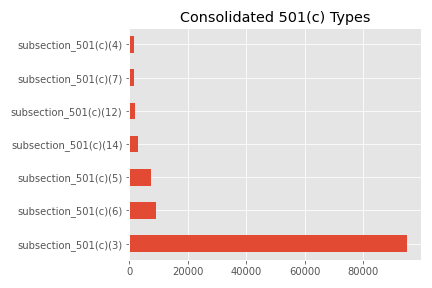 Consolidated 501(c) Types
subsection_501(c)(4)
subsection_501(c)(7)
subsection_501(c)(12)
subsection_501(c)(14)
subsection_501(c)(5)
subsection_501(c)(6)
subsection_501(c)(3)
0 20000 40000 60000 80000